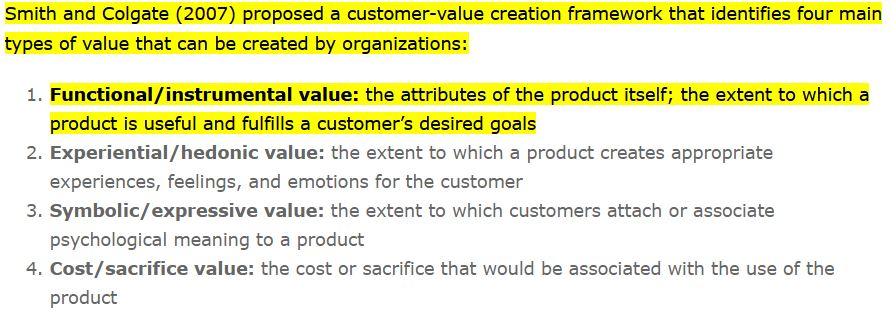 Smith and Colgate (2007) proposed a customer-value creation framework that identifies four main
types of value that can be created by organizations:
1. Functional/instrumental value: the attributes of the product itself; the extent to which a
product is useful and fulfills a customer’s desired goals
2. Experiential/hedonic value: the extent to which a product creates appropriate
experiences, feelings, and emotions for the customer
3. Symbolic/expressive value: the extent to which customers attach or associate
psychological meaning to a product
4. Cost/sacrifice value: the cost or sacrifice that would be associated with the use of the
product